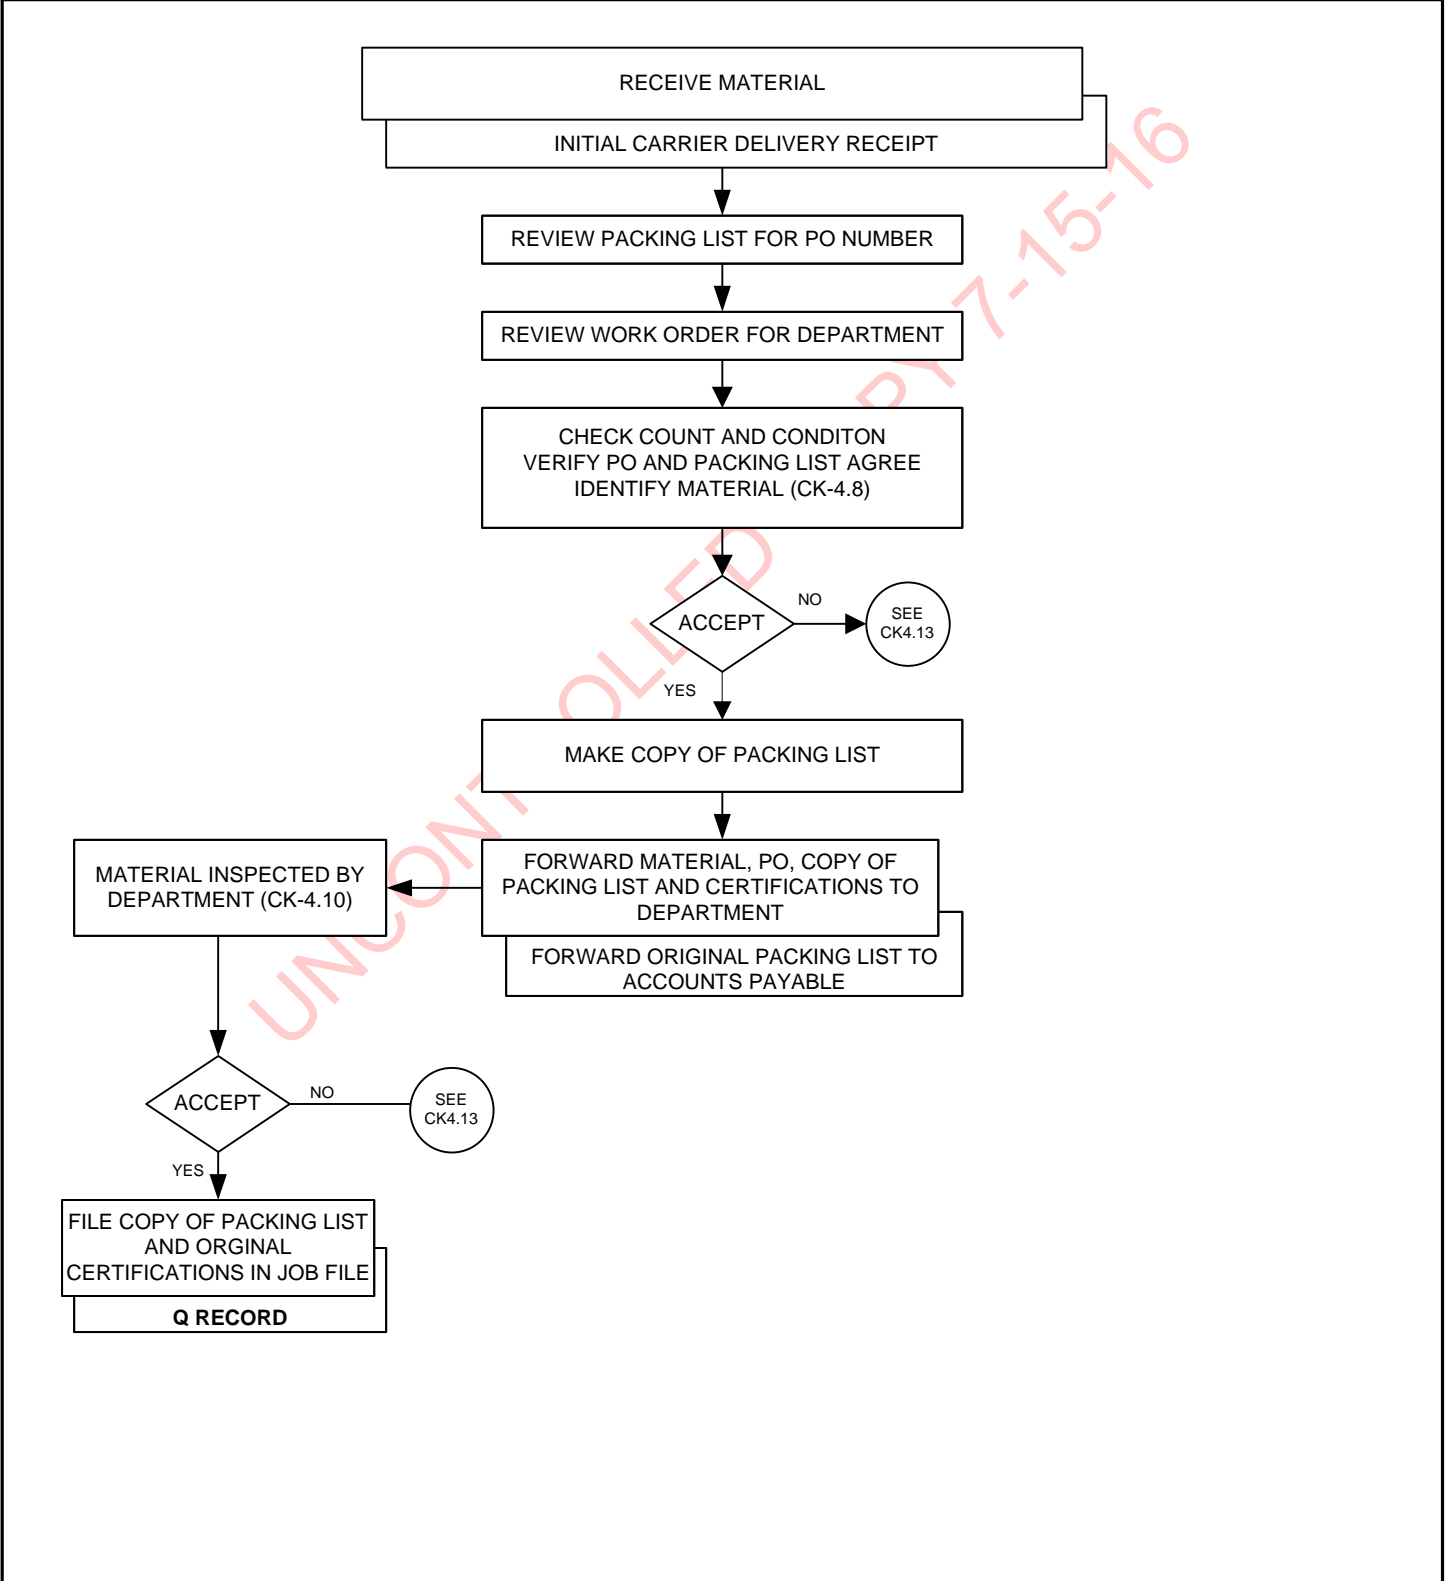 RECEIVE MATERIAL
INITIAL CARRIER DELIVERY RECEIPT
REVIEW PACKING LIST FOR PO NUMBER
REVIEW WORK ORDER FOR DEPARTMENT
CHECK COUNT AND CONDITON
VERIFY PO AND PACKING LIST AGREE
IDENTIFY MATERIAL (CK-4.8)
ACCEPT
NO
SEE
CK4.13
YES
MAKE COPY OF PACKING LIST
FORWARD MATERIAL, PO, COPY OF
PACKING LIST AND CERTIFICATIONS TO
DEPARTMENT
FORWARD ORIGINAL PACKING LIST TO
ACCOUNTS PAYABLE
MATERIAL INSPECTED BY
DEPARTMENT (CK-4.10)
ACCEPT
NO
SEE
CK4.13
YES
FILE COPY OF PACKING LIST
AND ORGINAL
CERTIFICATIONS IN JOB FILE
Q RECORD
7-15-16